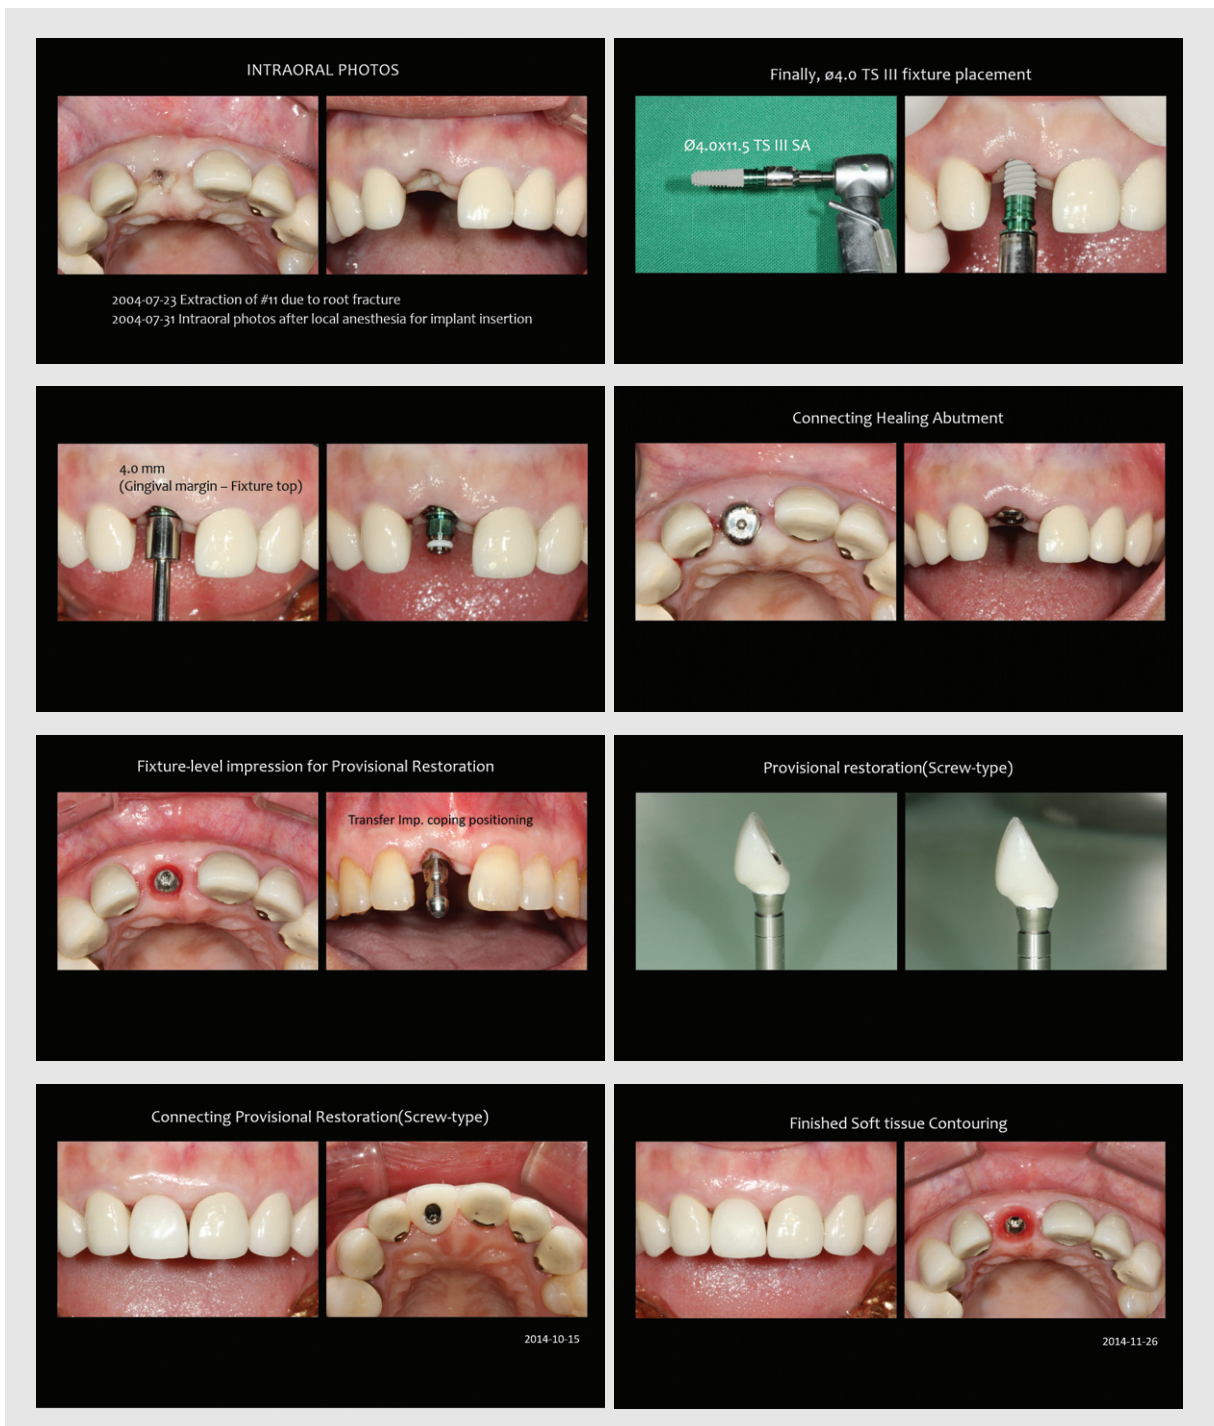 INTRAORAL PHOTOS
2004-07-23 Extraction of #11 due to root fracture
2004-07-31 Intraoral photos after local anesthesia for implant insertion
Finally, ø4.0 TS III fixture placement
Ø4.0x11.5 TS III SA
4.0 mm
(Gingival margin – Fixture top)
Connecting Healing Abutment
Fixture-level impression for Provisional Restoration
Transfer Imp. coping positioning
Provisional restoration(Screw-type)
Connecting Provisional Restoration(Screw-type)
2014-10-15
Finished Soft tissue Contouring
2014-11-26